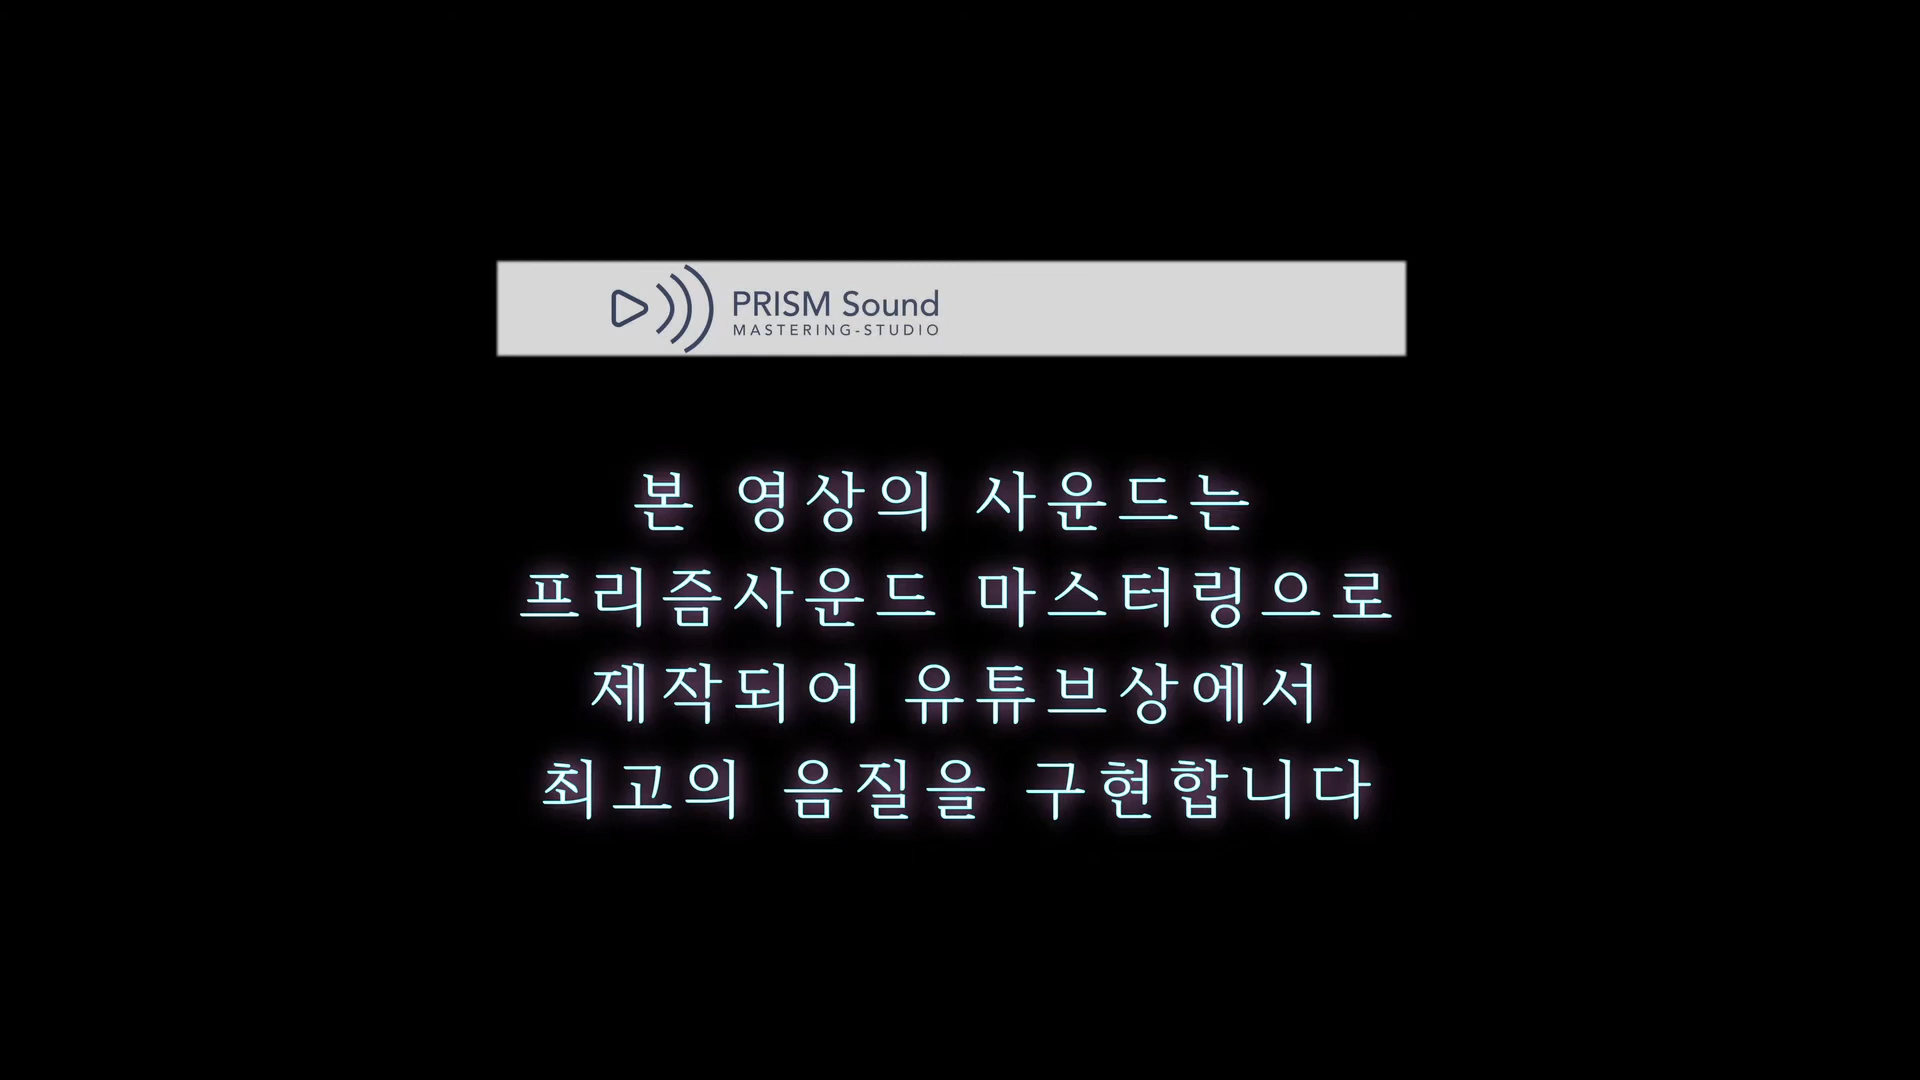 PRISM Sound
MASTERING-STUDIO
본 영상의 사운드는
프리즘사운드 마스터링으로
제작되어 유튜브상에서
최고의 음질을 구현합니다